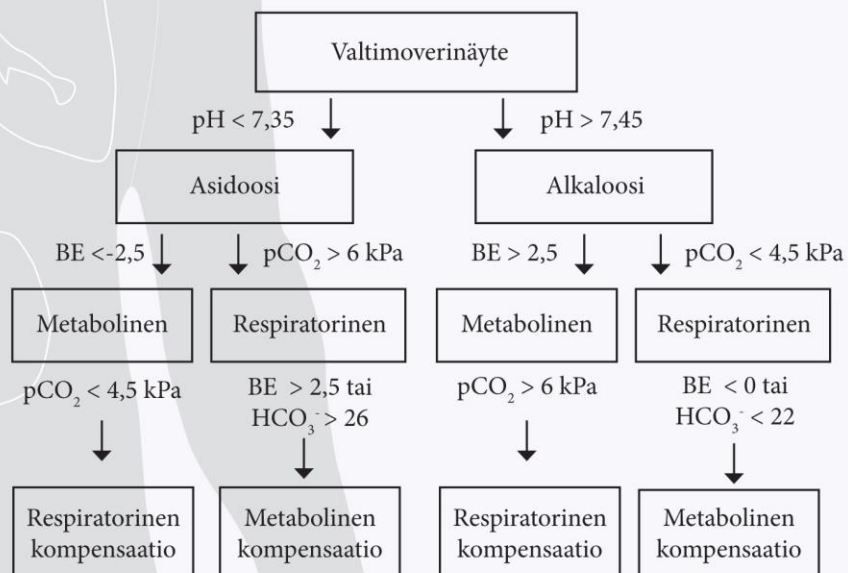 Valtimoverinäyte
pH < 7,35
pH > 7,45
Asidoosi
Alkaloosi
BE <-2,5
pCO₂ > 6 kPa
BE > 2,5
pCO₂ < 4,5 kPa
Metabolinen
Respiratorinen
Metabolinen
Respiratorinen
pCO₂ < 4,5 kPa
BE > 2,5 tai
HCO₃⁻ > 26
pCO₂ > 6 kPa
BE < 0 tai
HCO₃⁻ < 22
Respiratorinen
kompensaatio
Metabolinen
kompensaatio
Respiratorinen
kompensaatio
Metabolinen
kompensaatio